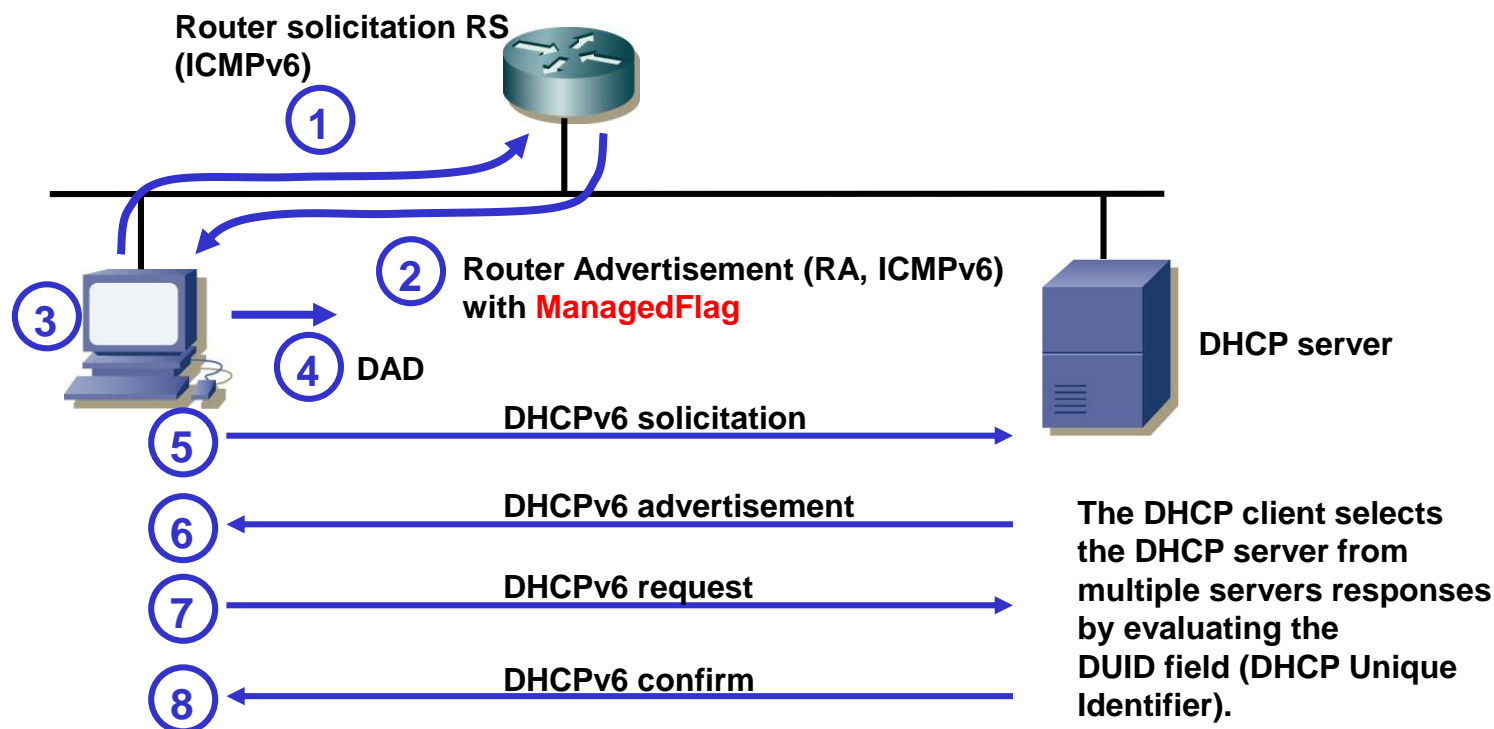 Router solicitation RS
(ICMPv6)
1
2
Router Advertisement (RA, ICMPv6)
with ManagedFlag
3
4
DAD
DHCP server
5
DHCPv6 solicitation
6
DHCPv6 advertisement
7
DHCPv6 request
8
DHCPv6 confirm
The DHCP client selects
the DHCP server from
multiple servers responses
by evaluating the
DUID field (DHCP Unique
Identifier).